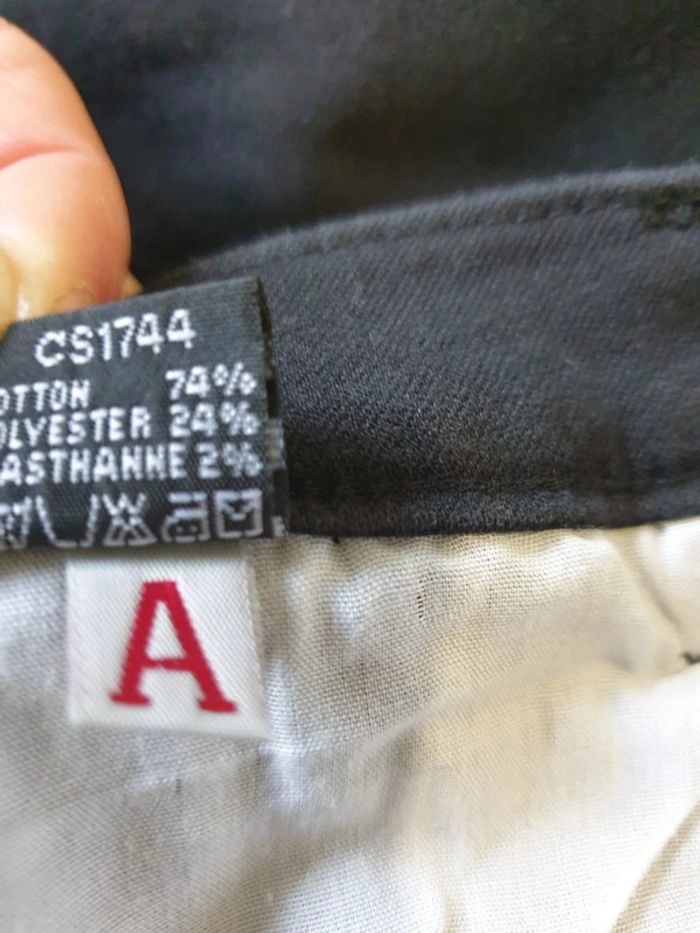 CS1744
OTTON 74%
OLYESTER 24%
ASTHANNE 2%
A